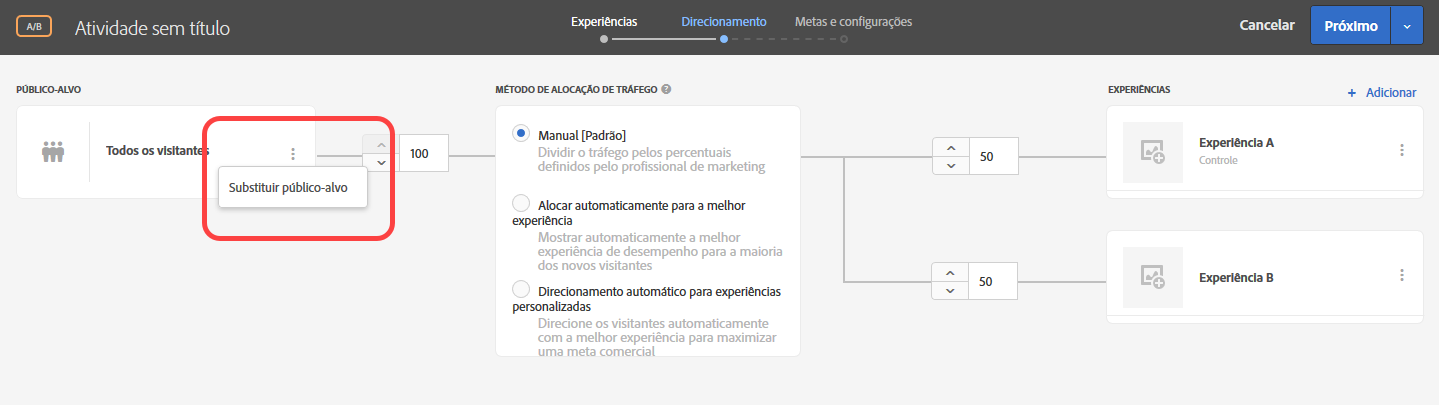 A/B
Atividade sem título
Experiências
Direcionamento
Metas e configurações
Cancelar
Próximo
PÚBLICO-ALVO
Todos os visitantes
Substituir público-alvo
100
MÉTODO DE ALOCAÇÃO DE TRÁFEGO ?
Manual [Padrão]
Dividir o tráfego pelos percentuais
definidos pelo profissional de marketing
Alocar automaticamente para a melhor
experiência
Mostrar automaticamente a melhor
experiência de desempenho para a maioria
dos novos visitantes
Direcionamento automático para experiências
personalizadas
Direcione os visitantes automaticamente
com a melhor experiência para maximizar
uma meta comercial
50
50
EXPERIÊNCIAS
+ Adicionar
Experiência A
Controle
Experiência B